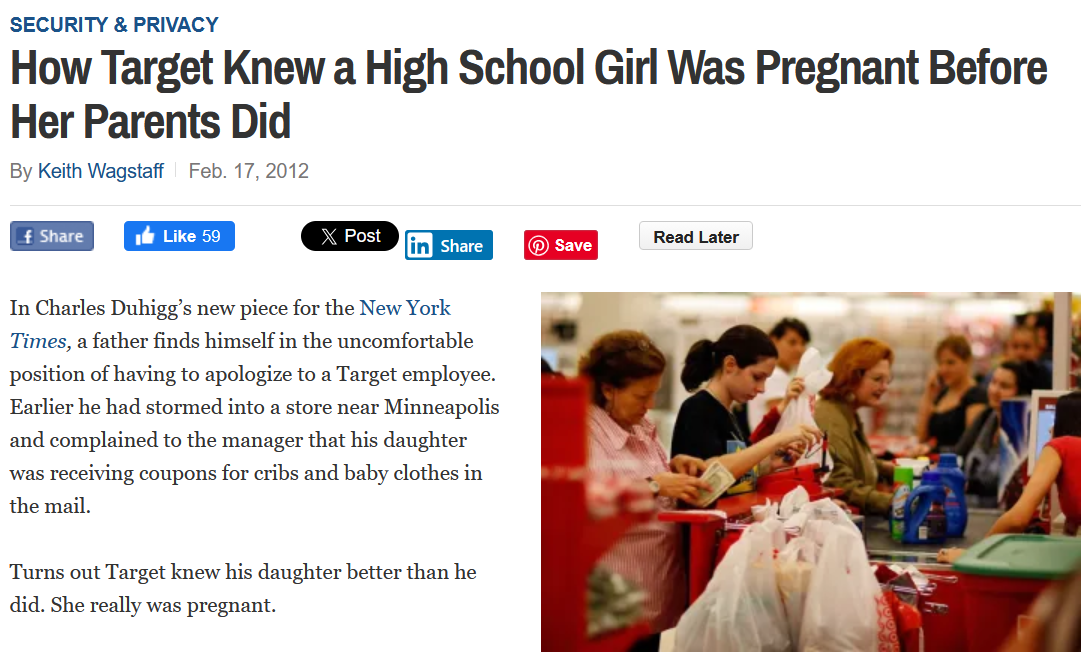 SECURITY & PRIVACY
How Target Knew a High School Girl Was Pregnant Before
Her Parents Did
By Keith Wagstaff | Feb. 17, 2012
Share
Like 59
Post
in Share
Save
Read Later
In Charles Duhigg’s new piece for the New York
Times, a father finds himself in the uncomfortable
position of having to apologize to a Target employee.
Earlier he had stormed into a store near Minneapolis
and complained to the manager that his daughter
was receiving coupons for cribs and baby clothes in
the mail.
Turns out Target knew his daughter better than he
did. She really was pregnant.